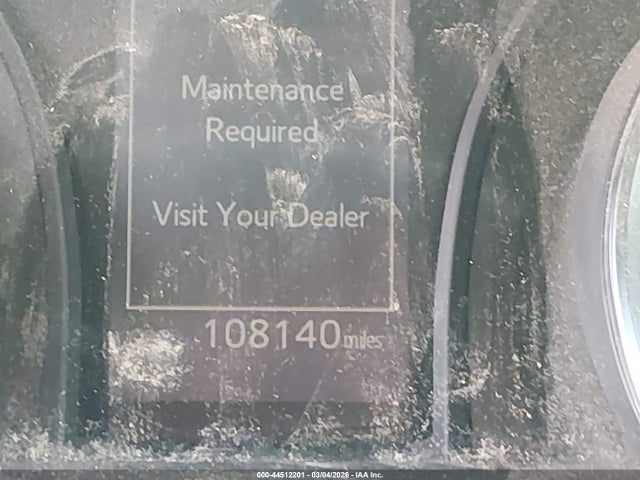 Maintenance
Required
Visit Your Dealer
108140 miles
000-44512201 - 03/04/2026 - IAA Inc.